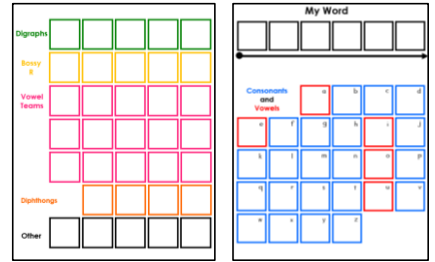 Digraphs
Bossy
R
Vowel
Teams
Diphthongs
Other
My Word
Consonants
and
Vowels
a b c d
e f g h i j
k l m n o p
q r s t u v
w x y z